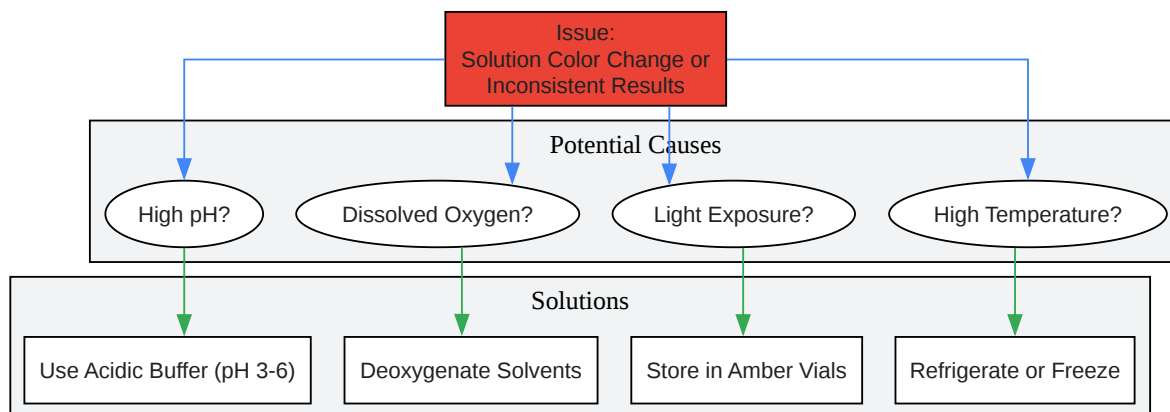 Issue:
Solution Color Change or
Inconsistent Results
Potential Causes
High pH?
Dissolved Oxygen?
Light Exposure?
High Temperature?
Solutions
Use Acidic Buffer (pH 3-6)
Deoxygenate Solvents
Store in Amber Vials
Refrigerate or Freeze